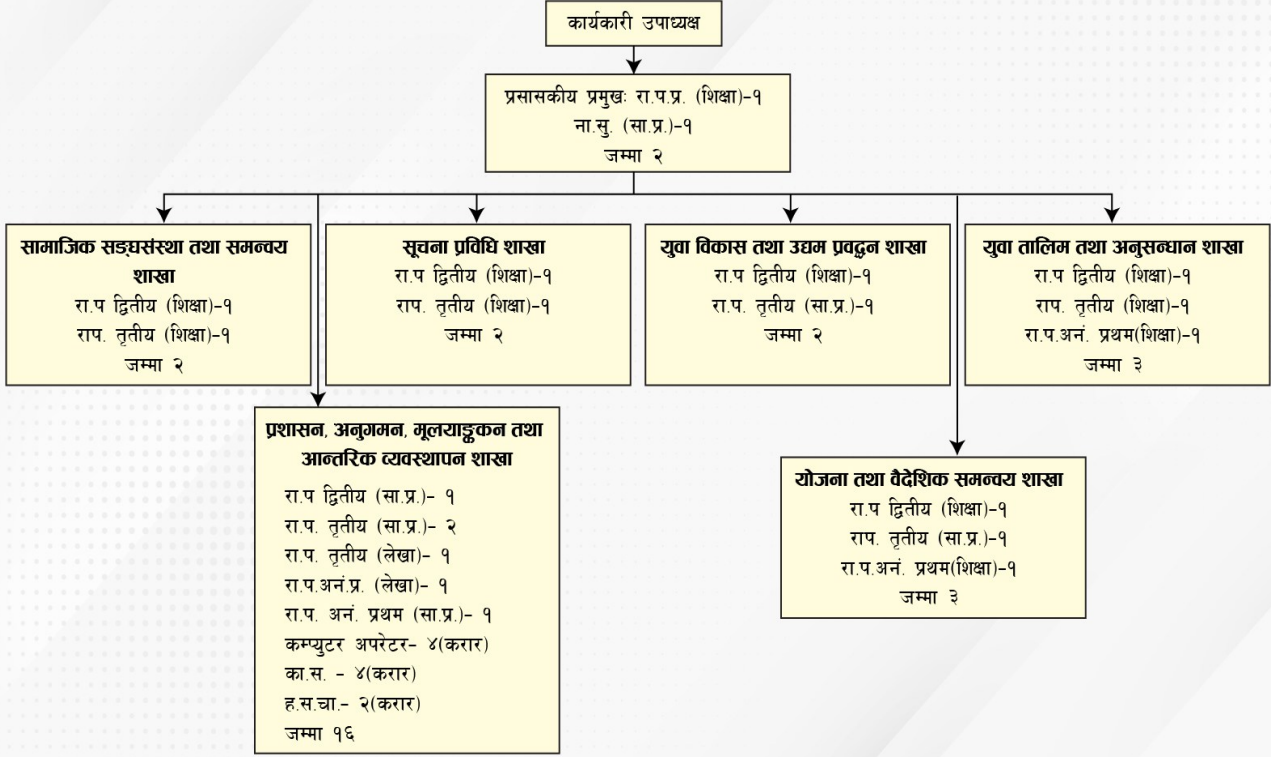 कार्यकारी उपाध्यक्ष
प्रसासकीय प्रमुखः रा.प.प्र. (शिक्षा)-१
ना.सु. (सा.प्र.)-१
जम्मा २
सामाजिक सङ्घसंस्था तथा समन्वय
शाखा
रा.प द्वितीय (शिक्षा)-१
राप. तृतीय (शिक्षा)-१
जम्मा २
सूचना प्रविधि शाखा
रा.प द्वितीय (शिक्षा)-१
राप. तृतीय (शिक्षा)-१
जम्मा २
युवा विकास तथा उद्यम प्रवद्धन शाखा
रा.प द्वितीय (शिक्षा)-१
रा.प. तृतीय (सा.प्र.)-१
जम्मा २
युवा तालिम तथा अनुसन्धान शाखा
रा.प द्वितीय (शिक्षा)-१
राप. तृतीय (शिक्षा)-१
रा.प.अनं. प्रथम(शिक्षा)-१
जम्मा ३
प्रशासन, अनुगमन, मूलयाङ्कन तथा
आन्तरिक व्यवस्थापन शाखा
रा.प द्वितीय (सा.प्र.)- १
रा.प. तृतीय (सा.प्र.)- २
रा.प. तृतीय (लेखा)- १
रा.प.अनं.प्र. (लेखा)- १
रा.प. अनं. प्रथम (सा.प्र.)- १
कम्प्युटर अपरेटर- ४(करार)
का.स. - ४(करार)
ह.स.चा.- २(करार)
जम्मा १६
योजना तथा वैदेशिक समन्वय शाखा
रा.प द्वितीय (शिक्षा)-१
राप. तृतीय (सा.प्र.)-१
रा.प.अनं. प्रथम(शिक्षा)-१
जम्मा ३